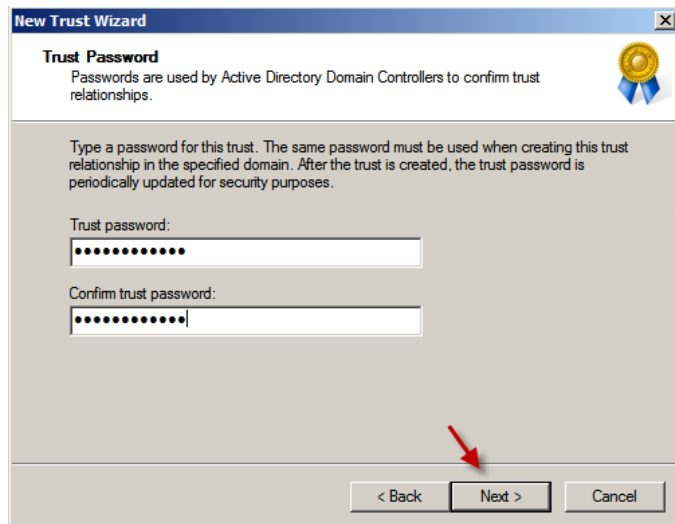 New Trust Wizard
Trust Password
Passwords are used by Active Directory Domain Controllers to confirm trust
relationships.
Type a password for this trust. The same password must be used when creating this trust
relationship in the specified domain. After the trust is created, the trust password is
periodically updated for security purposes.
Trust password:
••••••••••••
Confirm trust password:
••••••••••••
< Back Next > Cancel